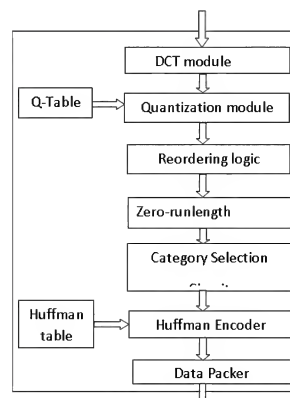 DCT module
Q-Table
Quantization module
Reordering logic
Zero-runlength
Category Selection
Huffman
table
Huffman Encoder
Data Packer